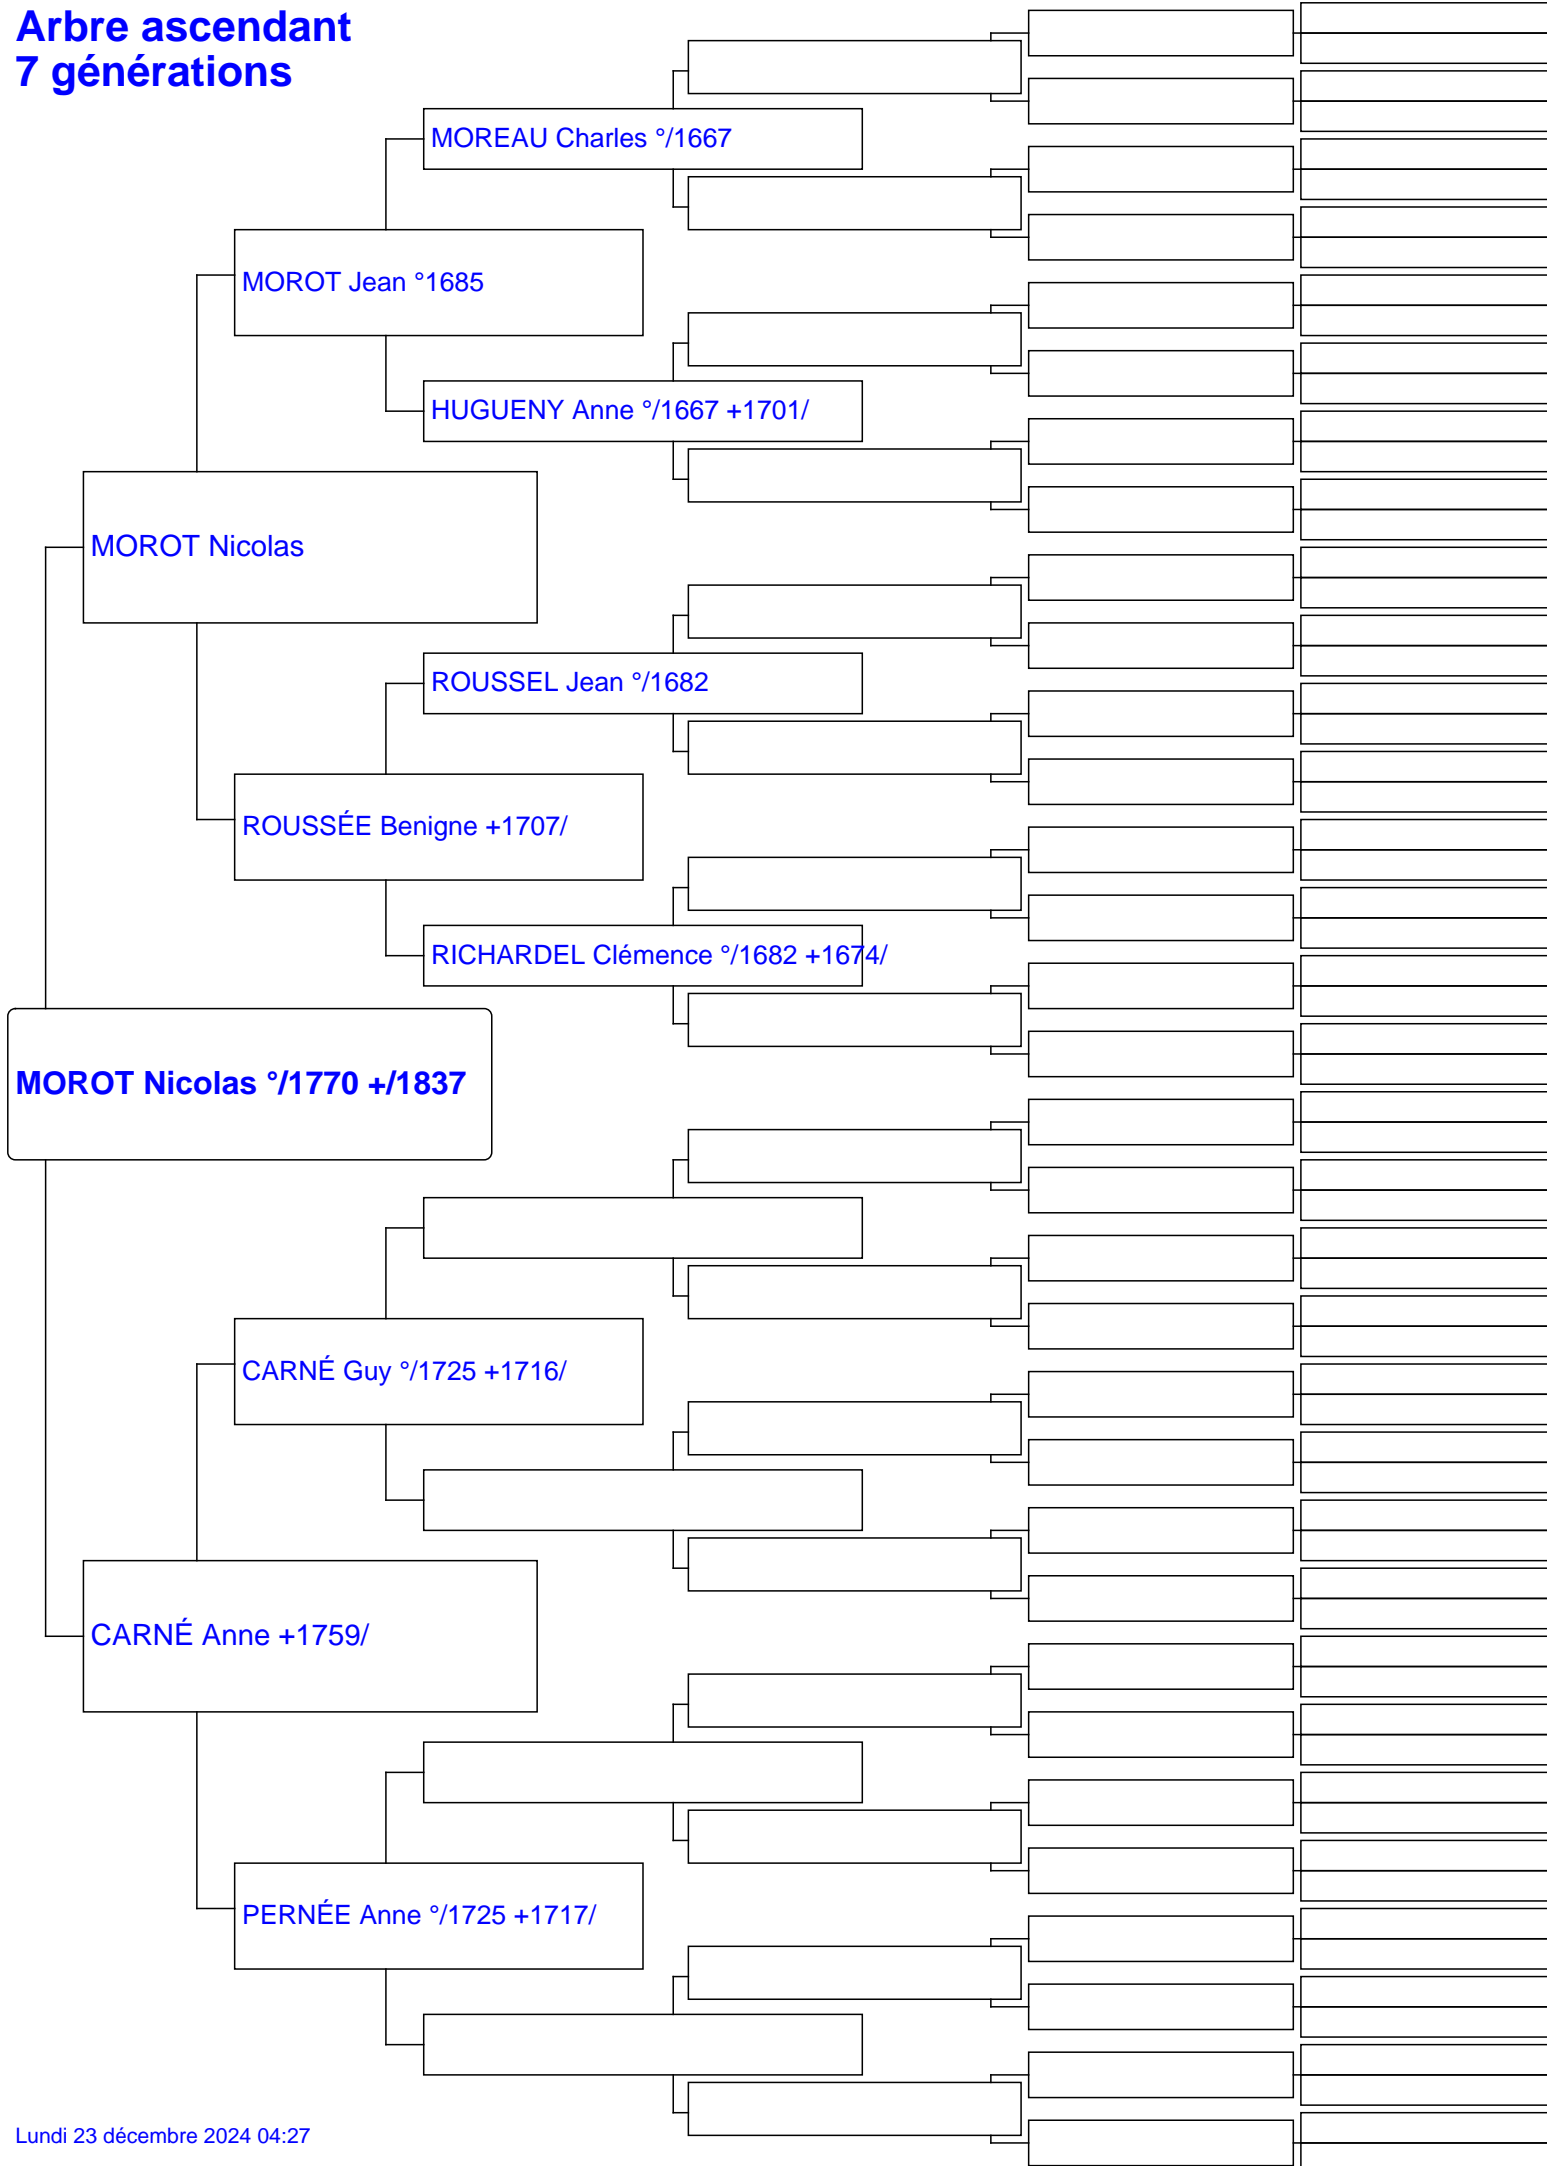 Arbre ascendant
7 générations
MOREAU Charles °/1667
MOROT Jean °1685
HUGUENY Anne °/1667 +1701/
MOROT Nicolas
ROUSSEL Jean °/1682
ROUSSÉE Benigne +1707/
RICHARDEL Clémence °/1682 +1674/
MOROT Nicolas °/1770 +/1837
CARNÉ Guy °/1725 +1716/
CARNÉ Anne +1759/
PERNÉE Anne °/1725 +1717/
Lundi 23 décembre 2024 04:27